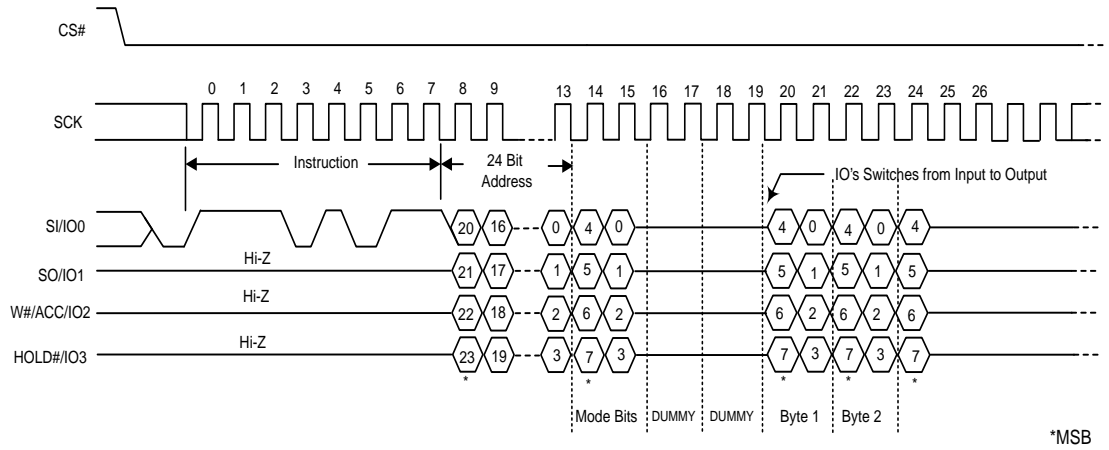 CS#
0 1 2 3 4 5 6 7 8 9 13 14 15 16 17 18 19 20 21 22 23 24 25 26
SCK
Instruction
24 Bit
Address
IO's Switches from Input to Output
SI/IO0
20 16 0 4 0 4 0 4 0 4
Hi-Z
SO/IO1
21 17 1 5 1 5 1 5 1 5
Hi-Z
W#/ACC/IO2
22 18 2 6 2 6 2 6 2 6
Hi-Z
HOLD#/IO3
23 19 3 7 3 7 3 7 3 7
* * * * *
Mode Bits DUMMY DUMMY Byte 1 Byte 2
*MSB